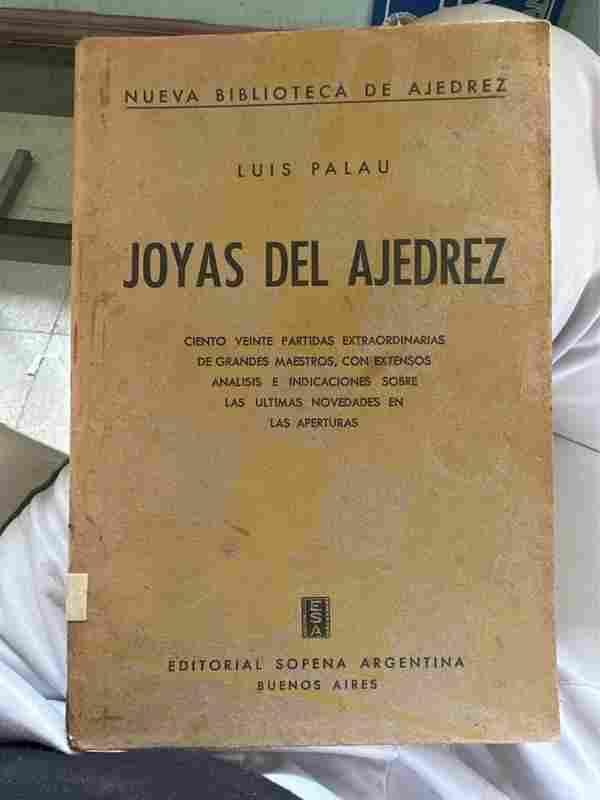 NUEVA BIBLIOTECA DE AJEDREZ
LUIS PALAU
JOYAS DEL AJEDREZ
CIENTO VEINTE PARTIDAS EXTRAORDINARIAS
DE GRANDES MAESTROS, CON EXTENSOS
ANALISIS E INDICACIONES SOBRE
LAS ULTIMAS NOVEDADES EN
LAS APERTURAS
ESA
EDITORIAL SOPENA ARGENTINA
BUENOS AIRES